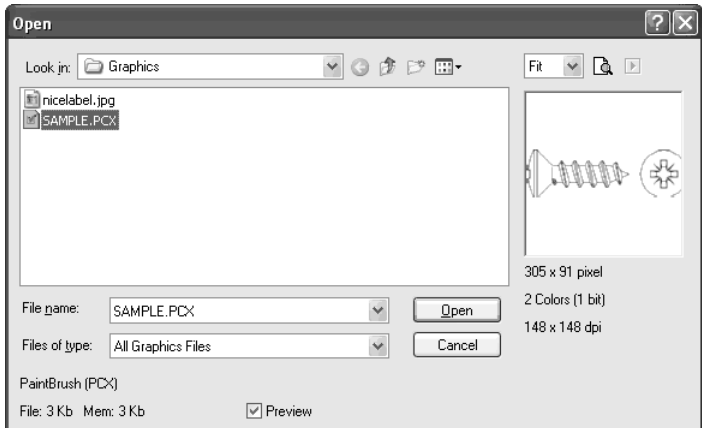 Open
Look in: Graphics
Fit
nicelabel.jpg
SAMPLE.PCX
305 x 91 pixel
2 Colors (1 bit)
148 x 148 dpi
File name: SAMPLE.PCX Open
Files of type: All Graphics Files Cancel
PaintBrush (PCX)
File: 3 Kb Mem: 3 Kb Preview